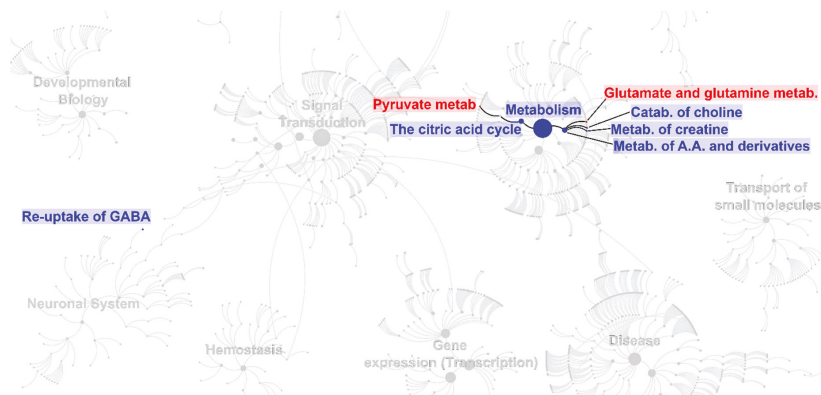 Developmental
Biology
Signal
Transduction
Pyruvate metab
Metabolism
The citric acid cycle
Glutamate and glutamine metab.
Catab. of choline
Metab. of creatine
Metab. of A.A. and derivatives
Transport of
small molecules
Re-uptake of GABA
Neuronal System
Hemostasis
Gene
expression (Transcription)
Disease